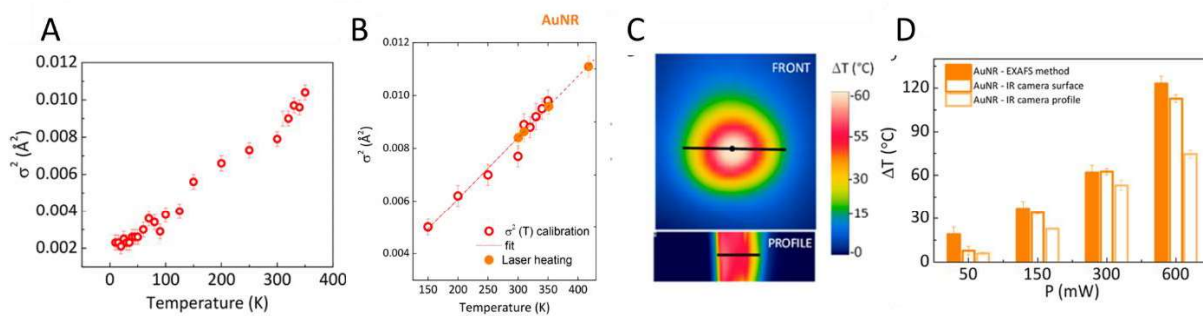 A
σ² (Å²)
0.012
0.010
0.008
0.006
0.004
0.002
0
100
200
300
400
Temperature (K)
B
AuNR
σ² (Å²)
0.012
0.010
0.008
0.006
0.004
σ² (T) calibration
fit
Laser heating
150 200 250 300 350 400
Temperature (K)
C
FRONT
ΔT (°C)
-60
-45
-30
-15
-0
PROFILE
D
AuNR - EXAFS method
AuNR - IR camera surface
AuNR - IR camera profile
ΔT (°C)
120
90
60
30
0
50 150 300 600
P (mW)